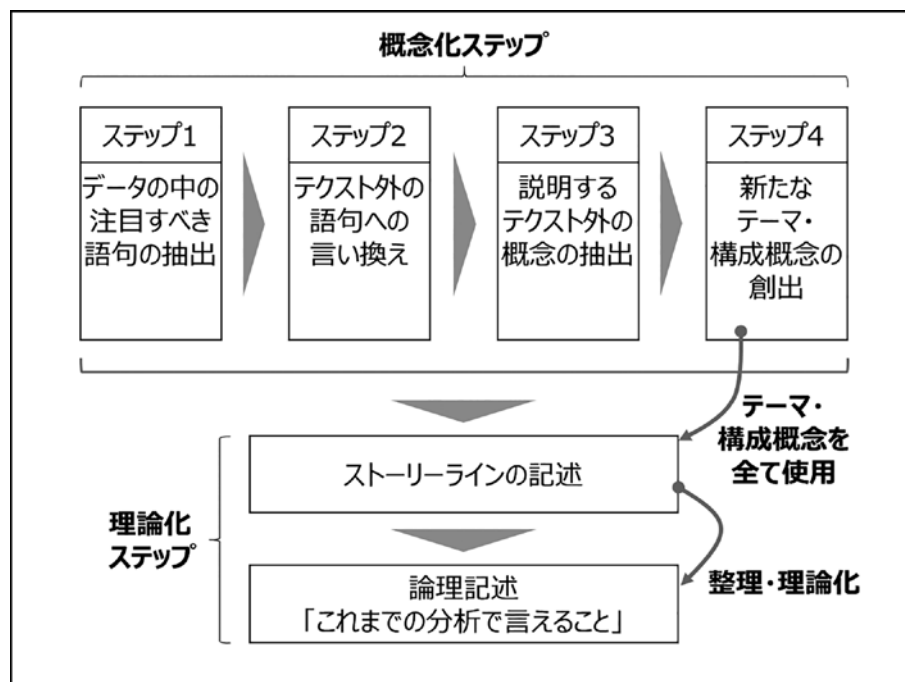 概念化ステップ
ステップ1
データの中の
注目すべき
語句の抽出
ステップ2
テクスト外の
語句への
言い換え
ステップ3
説明する
テクスト外の
概念の抽出
ステップ4
新たな
テーマ・
構成概念の
創出
テーマ・
構成概念を
全て使用
理論化
ステップ
ストーリーラインの記述
論理記述
「これまでの分析で言えること」
整理・理論化